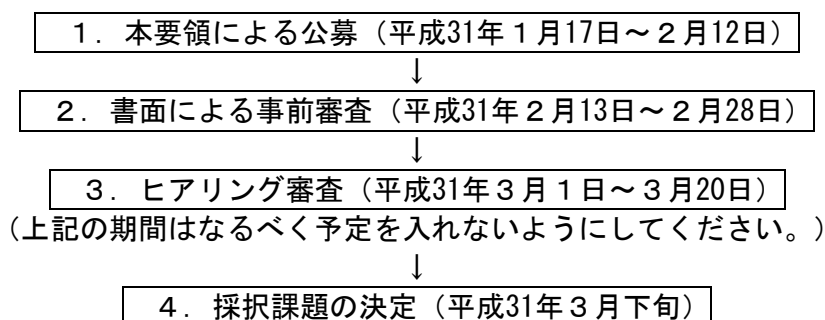 １．本要領による公募（平成31年１月17日～２月12日）
↓
２．書面による事前審査（平成31年２月13日～２月28日）
↓
３．ヒアリング審査（平成31年３月１日～３月20日）
（上記の期間はなるべく予定を入れないようにしてください。）
↓
４．採択課題の決定（平成31年３月下旬）